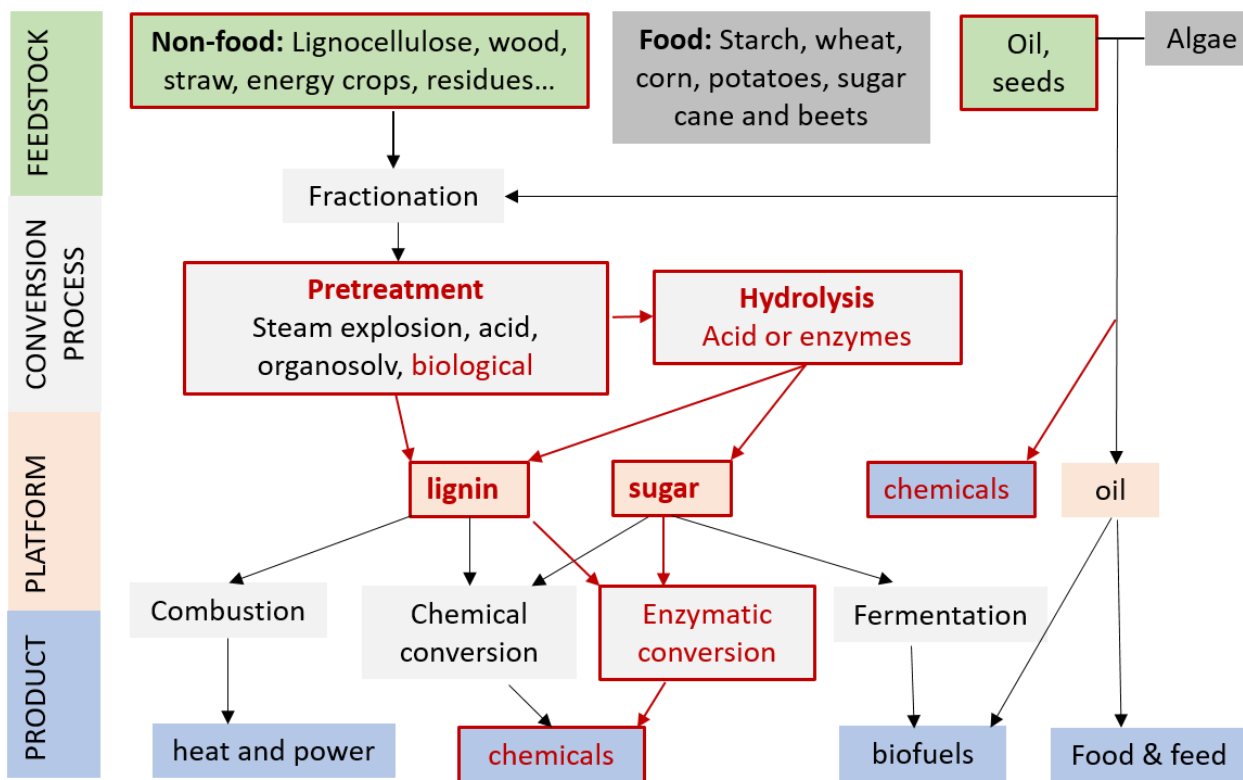 FEEDSTOCK
Non-food: Lignocellulose, wood,
straw, energy crops, residues...
Food: Starch, wheat,
corn, potatoes, sugar
cane and beets
Oil,
seeds
Algae
CONVERSION
PROCESS
Fractionation
Pretreatment
Steam explosion, acid,
organosolv, biological
Hydrolysis
Acid or enzymes
PLATFORM
lignin
sugar
chemicals
oil
Combustion
Chemical
conversion
Enzymatic
conversion
Fermentation
PRODUCT
heat and power
chemicals
biofuels
Food & feed